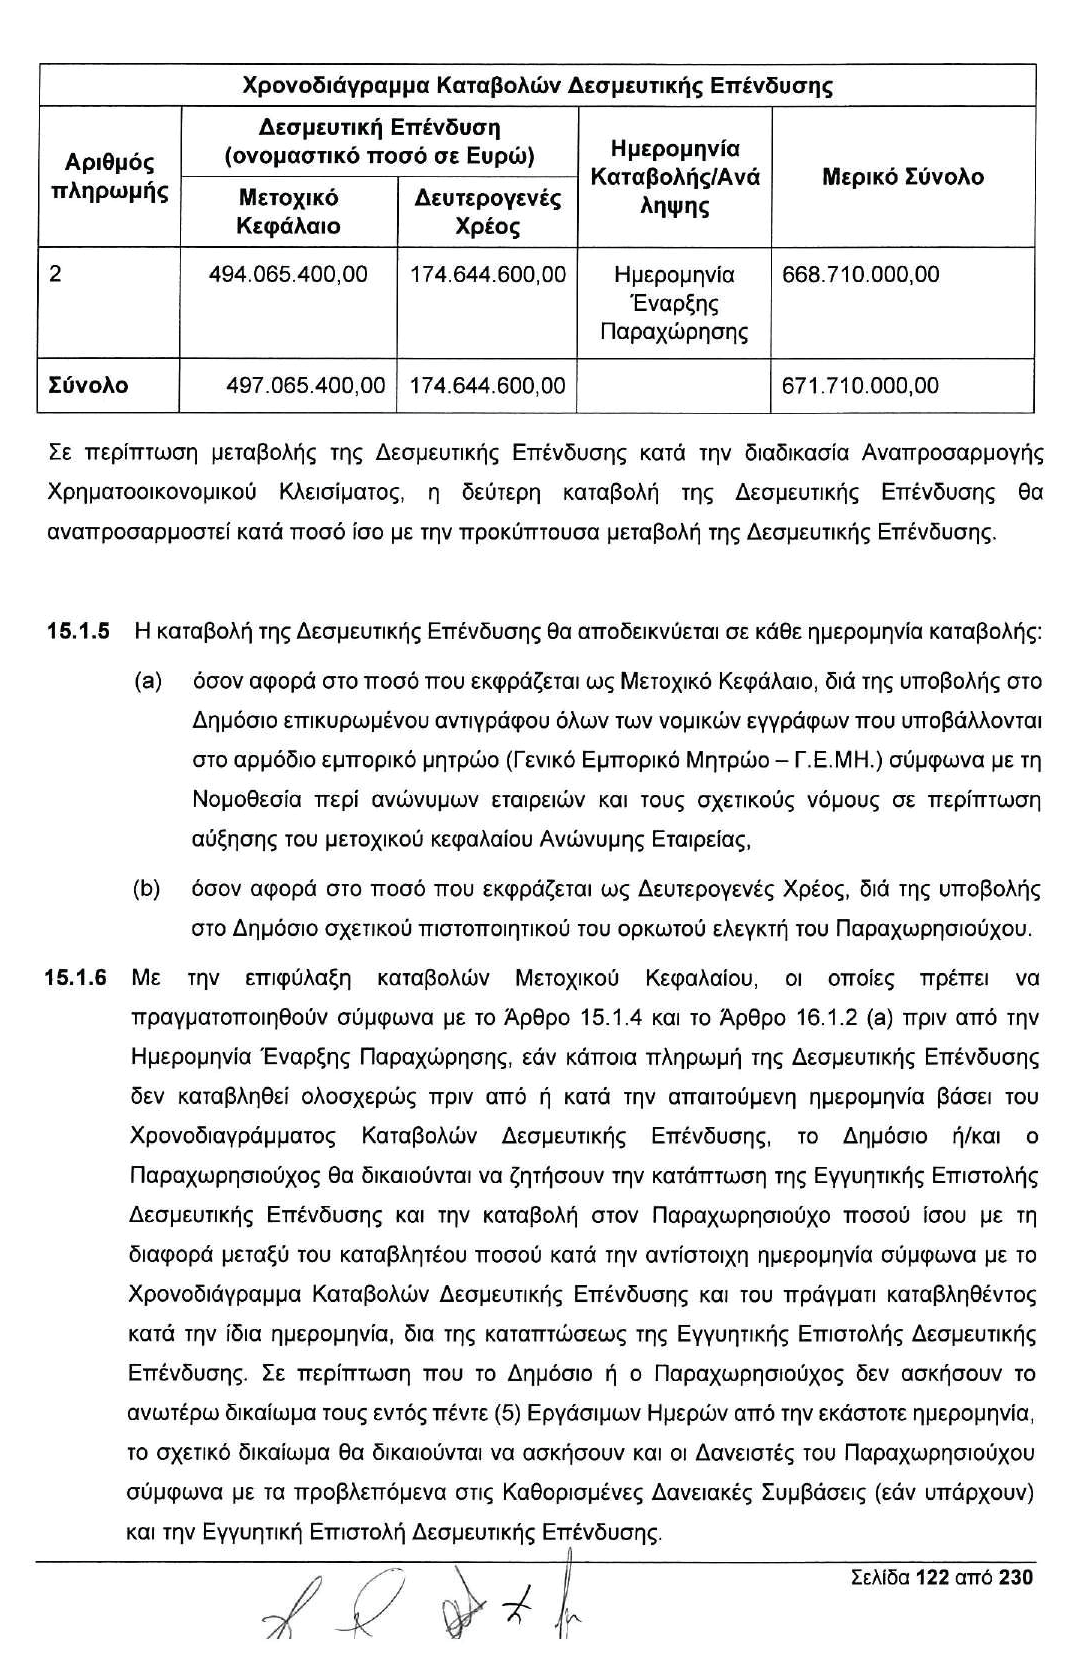 Χρονοδιάγραμμα Καταβολών Δεσμευτικής Επένδυσης
Αριθμός
πληρωμής
Δεσμευτική Επένδυση
(ονομαστικό ποσό σε Ευρώ)
Μετοχικό
Κεφάλαιο
Δευτερογενές
Χρέος
Ημερομηνία
Καταβολής/Ανά
ληψης
Μερικό Σύνολο
2
494.065.400,00
174.644.600,00
Ημερομηνία
Έναρξης
Παραχώρησης
668.710.000,00
Σύνολο
497.065.400,00
174.644.600,00
671.710.000,00
Σε περίπτωση μεταβολής της Δεσμευτικής Επένδυσης κατά την διαδικασία Αναπροσαρμογής
Χρηματοοικονομικού Κλεισίματος, η δεύτερη καταβολή της Δεσμευτικής Επένδυσης θα
αναπροσαρμοστεί κατά ποσό ίσο με την προκύπτουσα μεταβολή της Δεσμευτικής Επένδυσης.
15.1.5 Η καταβολή της Δεσμευτικής Επένδυσης θα αποδεικνύεται σε κάθε ημερομηνία καταβολής:
(a) όσον αφορά στο ποσό που εκφράζεται ως Μετοχικό Κεφάλαιο, διά της υποβολής στο
Δημόσιο επικυρωμένου αντιγράφου όλων των νομικών εγγράφων που υποβάλλονται
στο αρμόδιο εμπορικό μητρώο (Γενικό Εμπορικό Μητρώο – Γ.Ε.ΜΗ.) σύμφωνα με τη
Νομοθεσία περί ανώνυμων εταιρειών και τους σχετικούς νόμους σε περίπτωση
αύξησης του μετοχικού κεφαλαίου Ανώνυμης Εταιρείας,
(b) όσον αφορά στο ποσό που εκφράζεται ως Δευτερογενές Χρέος, διά της υποβολής
στο Δημόσιο σχετικού πιστοποιητικού του ορκωτού ελεγκτή του Παραχωρησιούχου.
15.1.6 Με την επιφύλαξη καταβολών Μετοχικού Κεφαλαίου, οι οποίες πρέπει να
πραγματοποιηθούν σύμφωνα με το Άρθρο 15.1.4 και το Άρθρο 16.1.2 (a) πριν από την
Ημερομηνία Έναρξης Παραχώρησης, εάν κάποια πληρωμή της Δεσμευτικής Επένδυσης
δεν καταβληθεί ολοσχερώς πριν από ή κατά την απαιτούμενη ημερομηνία βάσει του
Χρονοδιαγράμματος Καταβολών Δεσμευτικής Επένδυσης, το Δημόσιο ή/και ο
Παραχωρησιούχος θα δικαιούνται να ζητήσουν την κατάπτωση της Εγγυητικής Επιστολής
Δεσμευτικής Επένδυσης και την καταβολή στον Παραχωρησιούχο ποσού ίσου με τη
διαφορά μεταξύ του καταβλητέου ποσού κατά την αντίστοιχη ημερομηνία σύμφωνα με το
Χρονοδιάγραμμα Καταβολών Δεσμευτικής Επένδυσης και του πράγματι καταβληθέντος
κατά την ίδια ημερομηνία, δια της καταπτώσεως της Εγγυητικής Επιστολής Δεσμευτικής
Επένδυσης. Σε περίπτωση που το Δημόσιο ή ο Παραχωρησιούχος δεν ασκήσουν το
ανωτέρω δικαίωμα τους εντός πέντε (5) Εργάσιμων Ημερών από την εκάστοτε ημερομηνία,
το σχετικό δικαίωμα θα δικαιούνται να ασκήσουν και οι Δανειστές του Παραχωρησιούχου
σύμφωνα με τα προβλεπόμενα στις Καθορισμένες Δανειακές Συμβάσεις (εάν υπάρχουν)
και την Εγγυητική Επιστολή Δεσμευτικής Επένδυσης.
Σελίδα 122 από 230